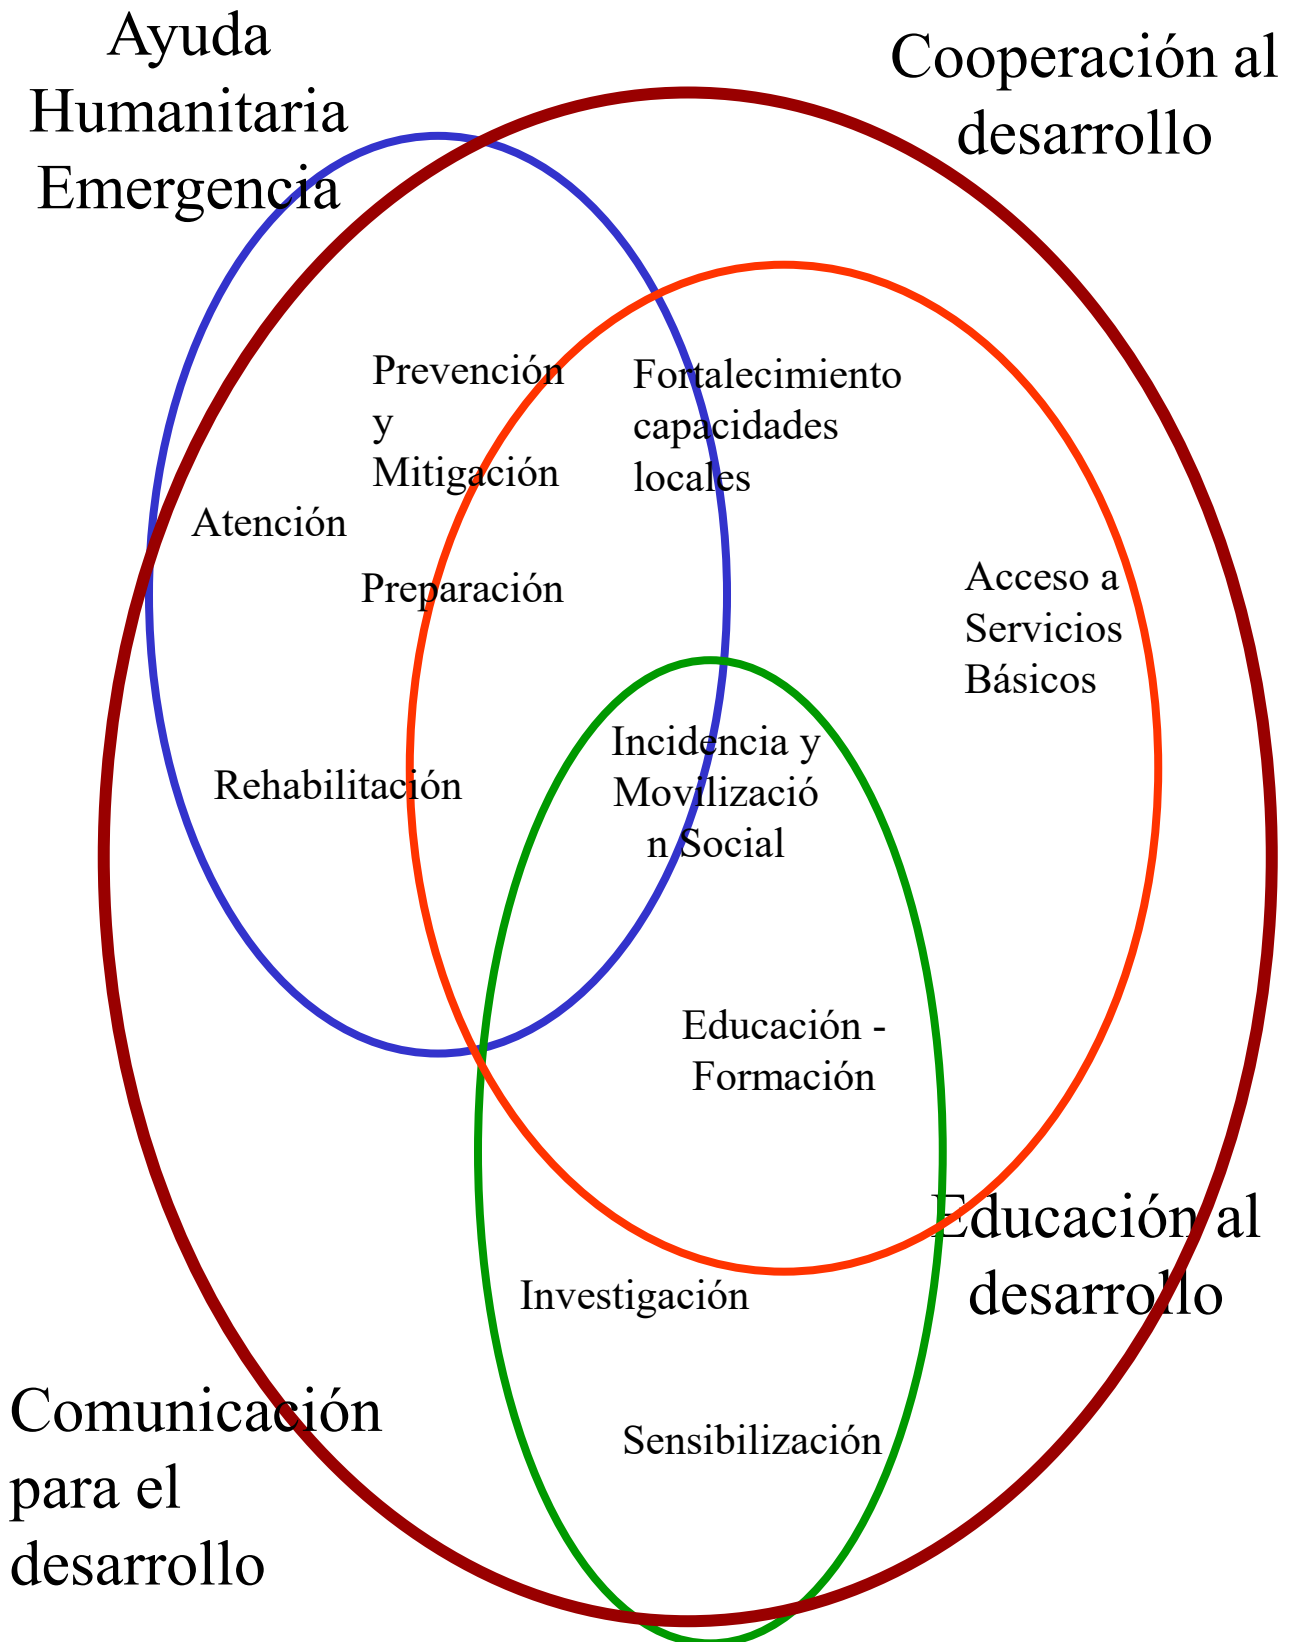 Ayuda
Humanitaria
Emergencia
Cooperación al
desarrollo
Prevención
y
Mitigación
Fortalecimiento
capacidades
locales
Atención
Preparación
Acceso a
Servicios
Básicos
Rehabilitación
Incidencia y
Movilizació
n Social
Educación -
Formación
Educación al
desarrollo
Investigación
Comunicación
para el
desarrollo
Sensibilización